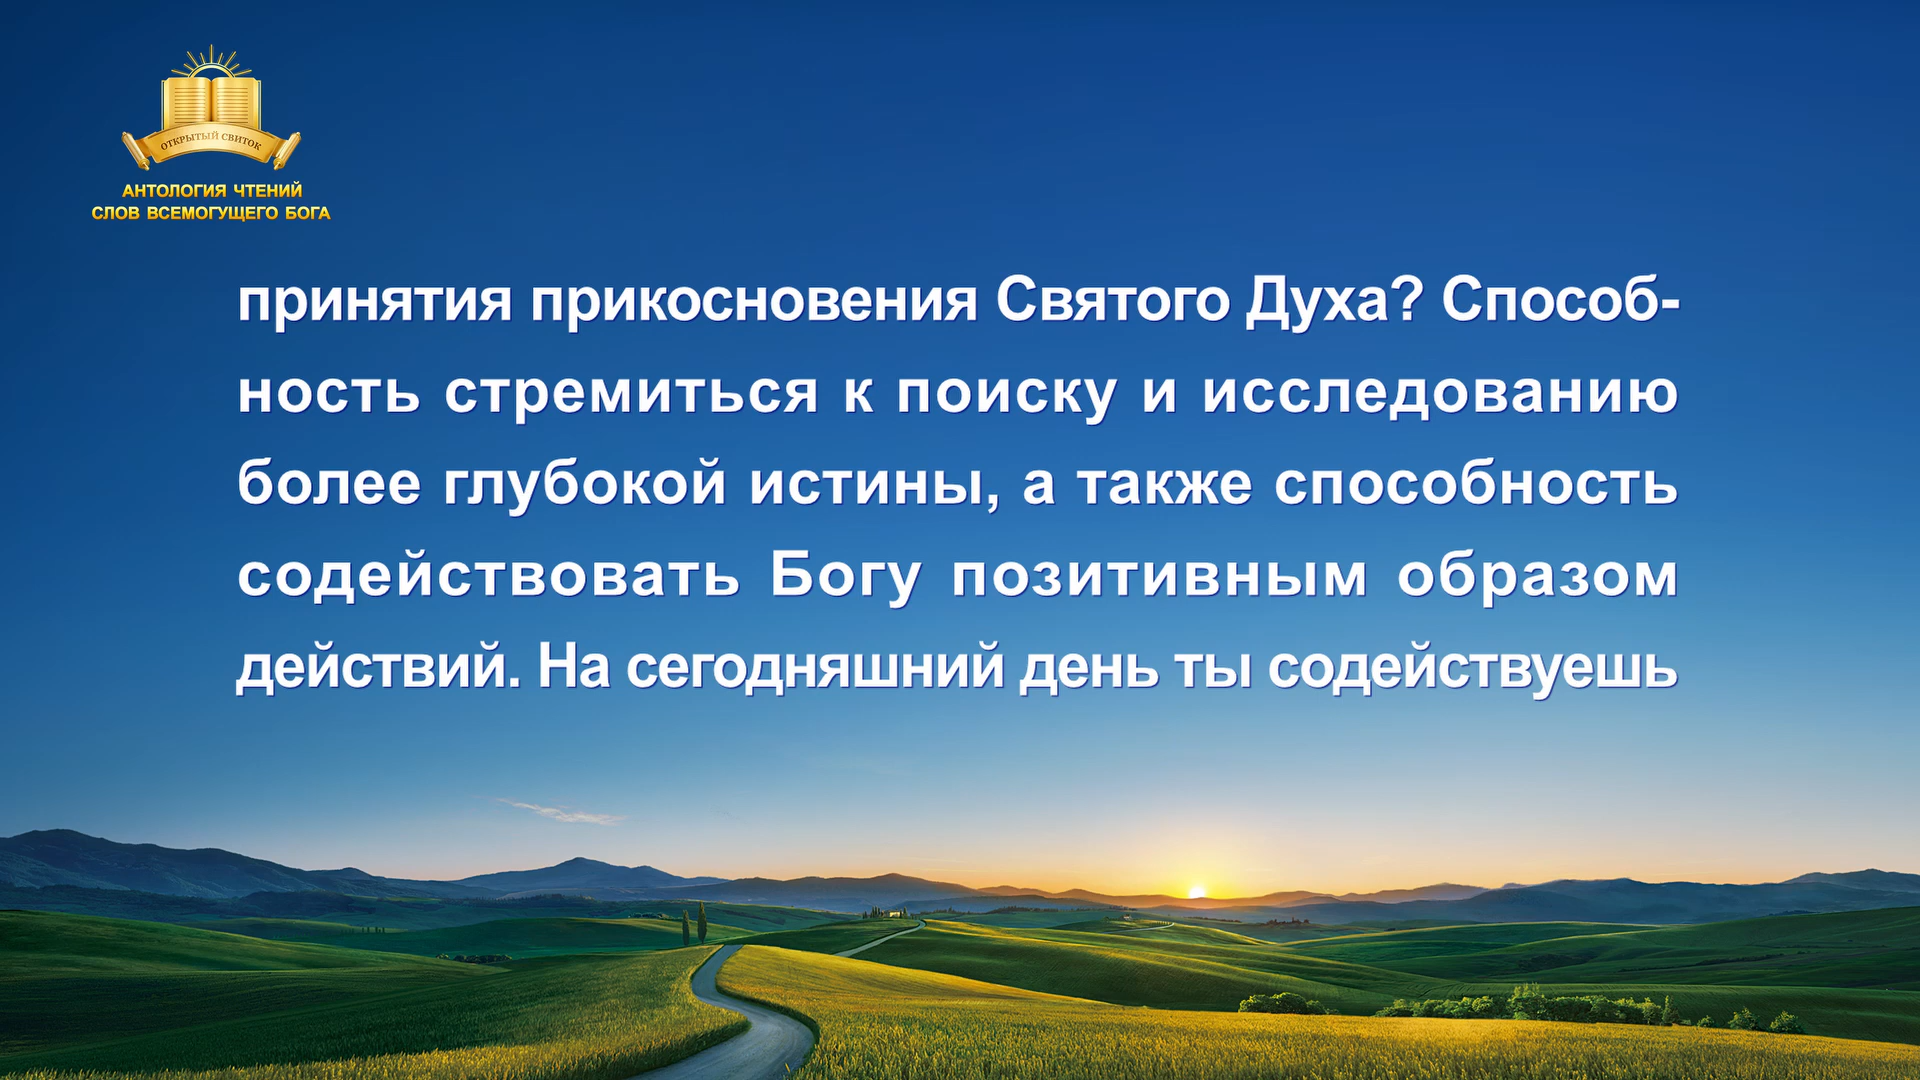 ОТКРЫТЫЙ СВИТОК
АНТОЛОГИЯ ЧТЕНИЙ
СЛОВ ВСЕМОГУЩЕГО БОГА
принятия прикосновения Святого Духа? Способ-
ность стремиться к поиску и исследованию
более глубокой истины, а также способность
содействовать Богу позитивным образом
действий. На сегодняшний день ты содействуешь